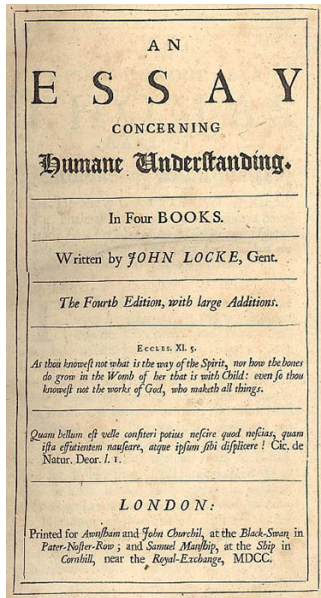 AN
ESSAY
CONCERNING
Humane Understanding.
In Four BOOKS.
Written by JOHN LOCKE, Gent.
The Fourth Edition, with large Additions.
ECCLES. XI. 5.
As thou knowest not what is the way of the Spirit, nor how the bones
do grow in the Womb of her that is with Child: even so thou
knowest not the works of God, who maketh all things.
Quam bellum est velle confiteri potius nescire quod nescias, quam
ista effutientem nauseare, atque ipsum sibi displicere! Cic. de
Natur. Deor. l. 1.
LONDON:
Printed for Awnsham and John Churchil, at the Black-Swan in
Pater-Noster-Row; and Samuel Manship, at the Ship in
Cornhill, near the Royal-Exchange, MDCC.